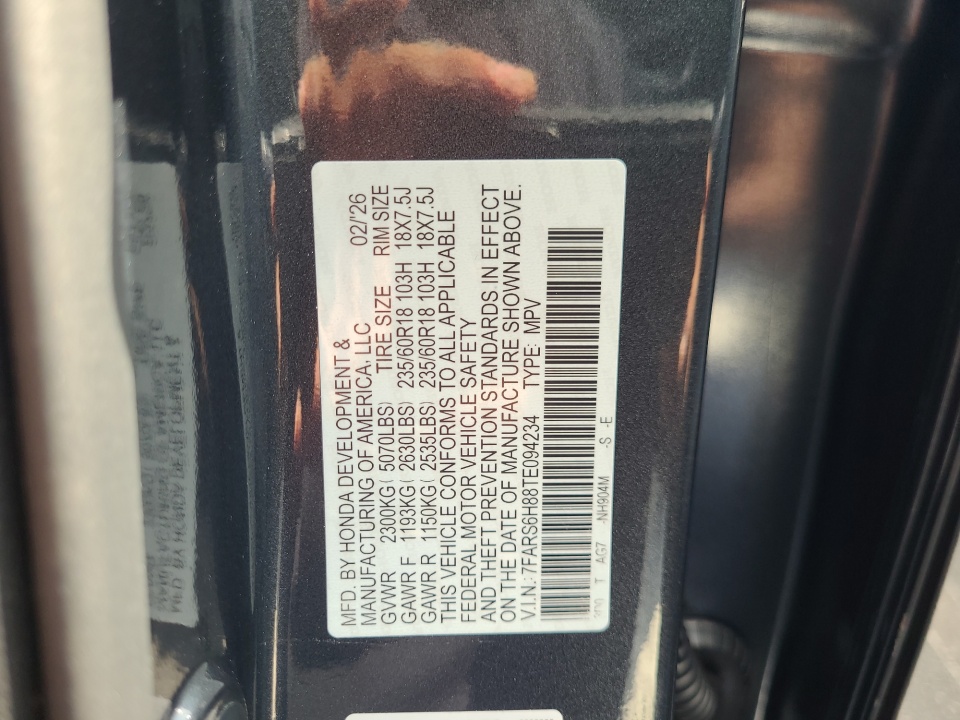 MFD. BY HONDA DEVELOPMENT &
MANUFACTURING OF AMERICA, LLC 02/'26
GVWR 2300KG( 5070LBS) TIRE SIZE RIM SIZE
GAWR F 1193KG( 2630LBS) 235/60R18 103H 18X7.5J
GAWR R 1150KG( 2535LBS) 235/60R18 103H 18X7.5J
THIS VEHICLE CONFORMS TO ALL APPLICABLE
FEDERAL MOTOR VEHICLE SAFETY
AND THEFT PREVENTION STANDARDS IN EFFECT
ON THE DATE OF MANUFACTURE SHOWN ABOVE.
V.I.N.: 7FARS6H88TE094234 TYPE: MPV
T AG7 -NH904M -S -E